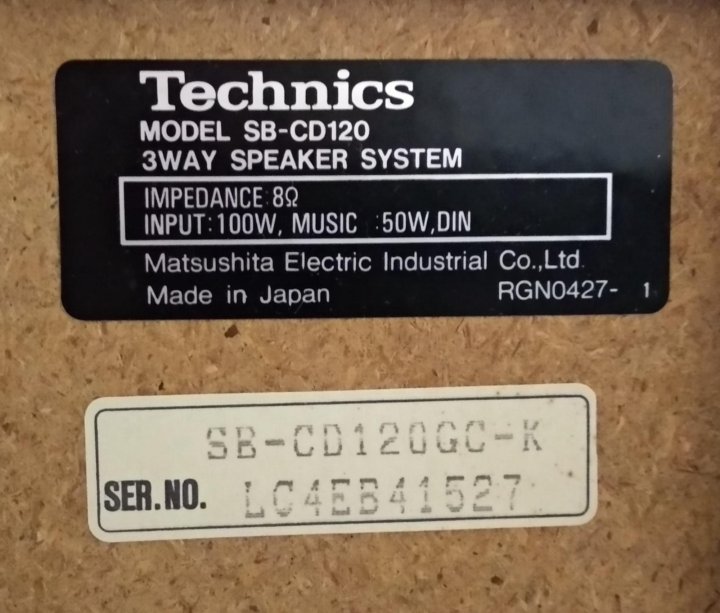 Technics
MODEL SB-CD120
3WAY SPEAKER SYSTEM
IMPEDANCE:8Ω
INPUT:100W, MUSIC :50W,DIN
Matsushita Electric Industrial Co.,Ltd.
Made in Japan RGN0427- 1
SB-CD120GC-K
SER.NO. LC4EB41527